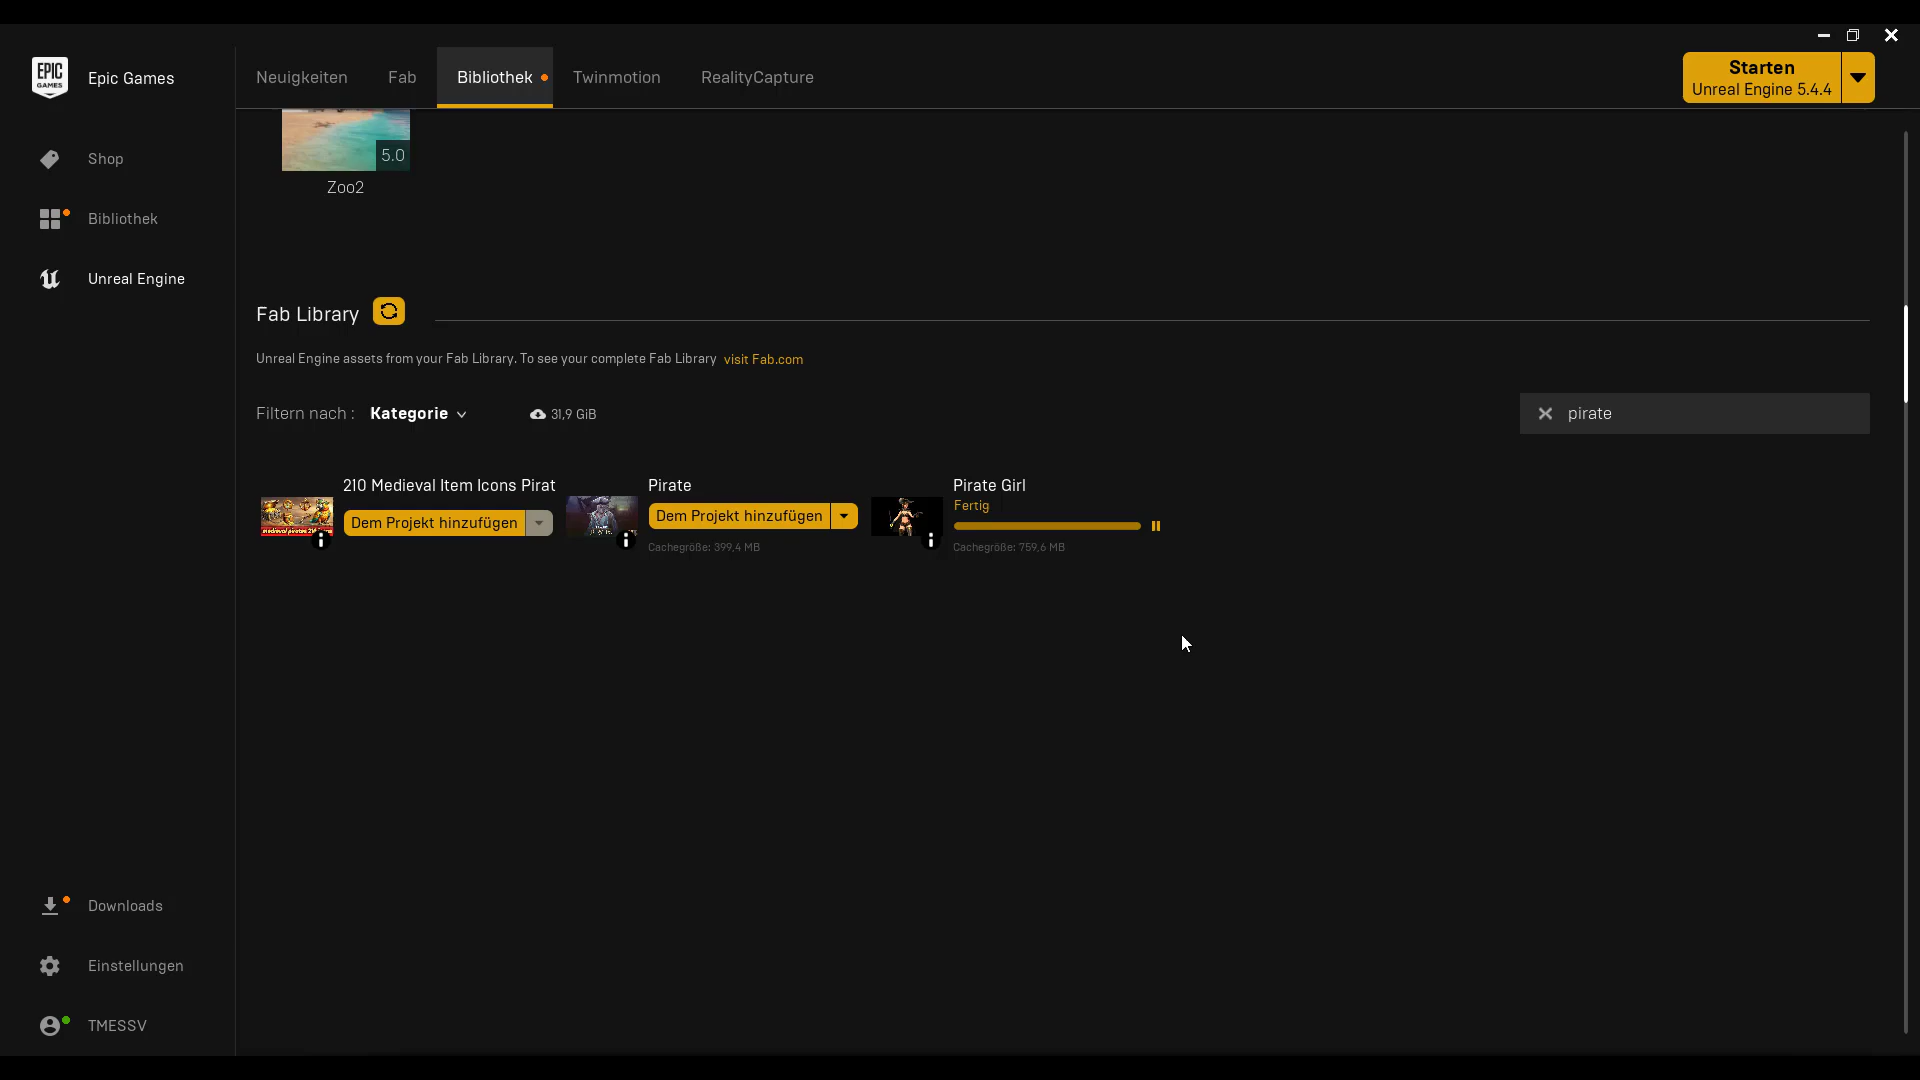 EPIC
GAMES
Epic Games
Neuigkeiten
Fab
Bibliothek
Twinmotion
RealityCapture
Starten
Unreal Engine 5.4.4
Shop
Bibliothek
Unreal Engine
5.0
Zoo2
Fab Library
Unreal Engine assets from your Fab Library. To see your complete Fab Library visit Fab.com
Filtern nach : Kategorie
31,9 GiB
pirate
210 Medieval Item Icons Pirat
Dem Projekt hinzufügen
Pirate
Dem Projekt hinzufügen
Cachegröße: 399,4 MB
Pirate Girl
Fertig
Cachegröße: 759,6 MB
Downloads
Einstellungen
TMESSV